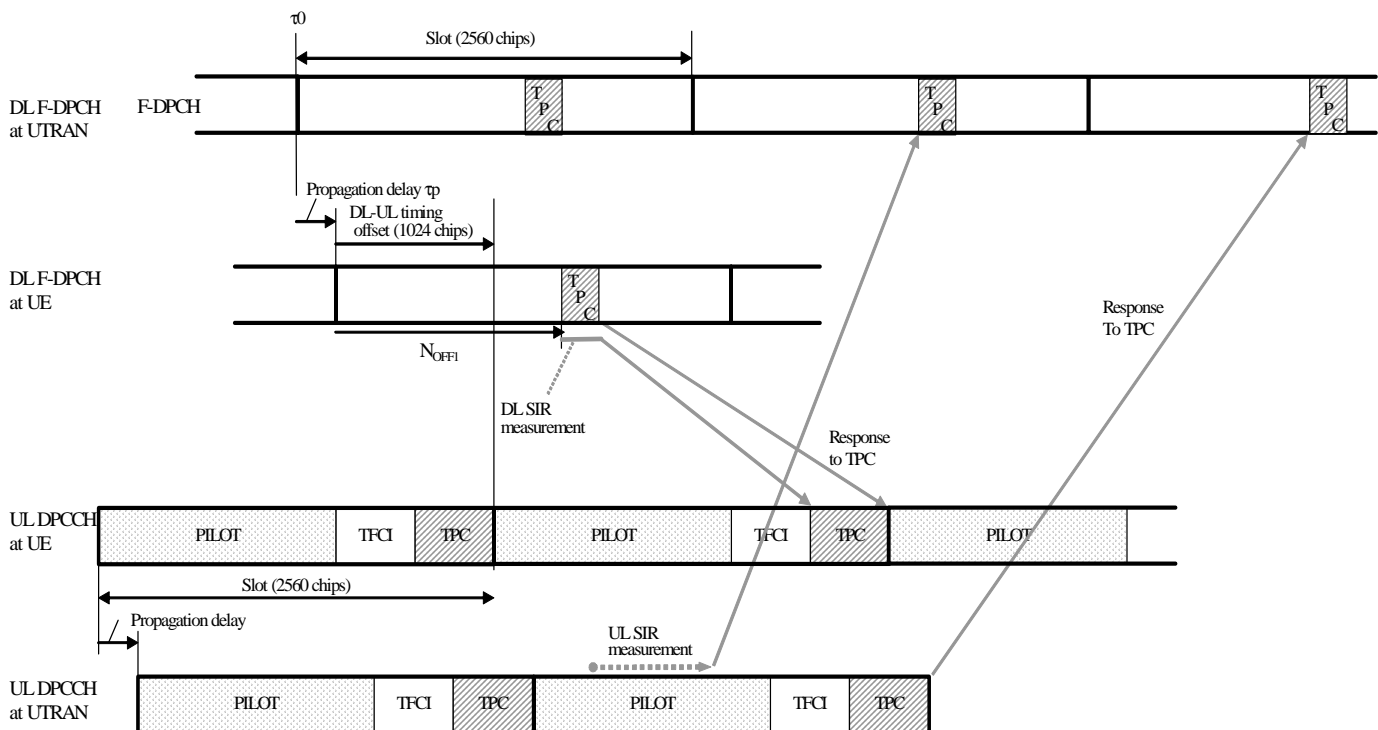 τ0
Slot (2560 chips)
DL F-DPCH
at UTRAN
F-DPCH
T
P
C
T
P
C
T
P
C
Propagation delay τp
DL-UL timing
offset (1024 chips)
DL F-DPCH
at UE
T
P
C
N_OFF1
DL SIR
measurement
Response
To TPC
Response
to TPC
UL DPCCH
at UE
PILOT
TFCI
TPC
PILOT
TFCI
TPC
PILOT
Slot (2560 chips)
Propagation delay
UL SIR
measurement
UL DPCCH
at UTRAN
PILOT
TFCI
TPC
PILOT
TFCI
TPC